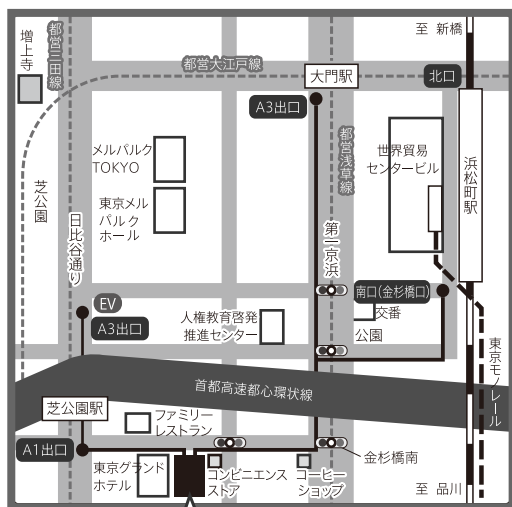 至 新橋
増上寺
都営三田線
都営大江戸線
大門駅
北口
A3出口
都営浅草線
世界貿易
センタービル
浜松町駅
メルパルク
TOKYO
東京メル
パルク
ホール
芝公園
日比谷通り
第一京浜
EV
A3出口
南口(金杉橋口)
交番
公園
人権教育啓発
推進センター
東京モノレール
首都高速都心環状線
芝公園駅
ファミリー
レストラン
A1出口
東京グランド
ホテル
コンビニエンス
ストア
コーヒー
ショップ
金杉橋南
至 品川